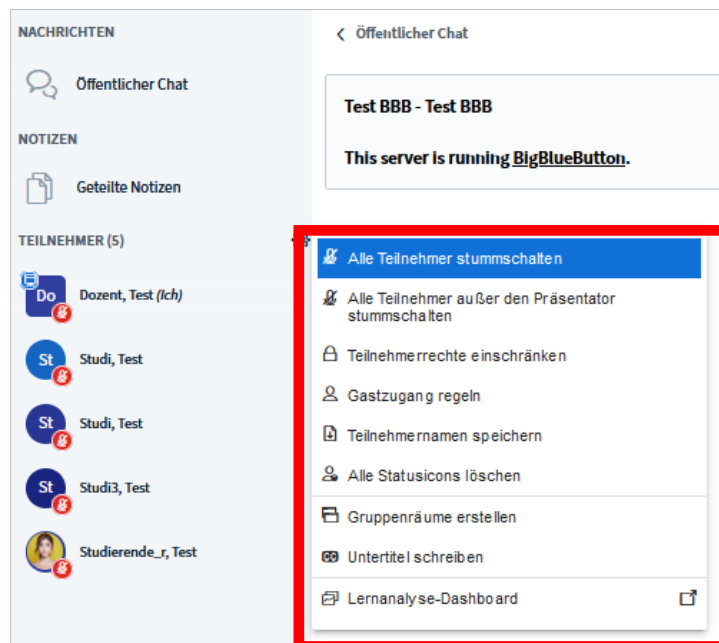 NACHRICHTEN
Öffentlicher Chat
NOTIZEN
Geteilte Notizen
TEILNEHMER (5)
Do
Dozent, Test (Ich)
St
Studi, Test
St
Studi, Test
St
Studi3, Test
Studierende_r, Test
Öffentlicher Chat
Test BBB - Test BBB
This server is running BigBlueButton.
Alle Teilnehmer stummschalten
Alle Teilnehmer außer den Präsentator
stummschalten
Teilnehmerrechte einschränken
Gastzugang regeln
Teilnehmernamen speichern
Alle Statusicons löschen
Gruppenräume erstellen
Untertitel schreiben
Lernanalyse-Dashboard